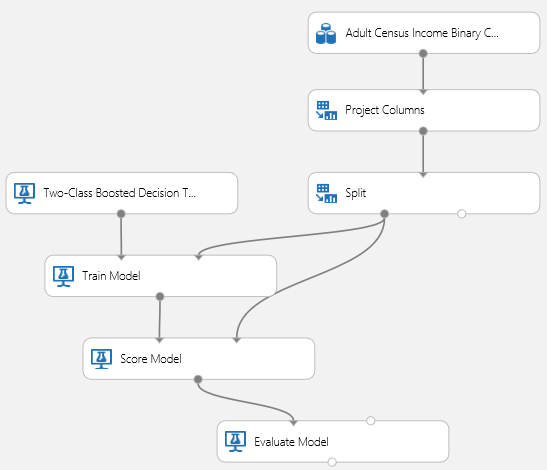 Adult Census Income Binary C...
Project Columns
Two-Class Boosted Decision T...
Split
Train Model
Score Model
Evaluate Model